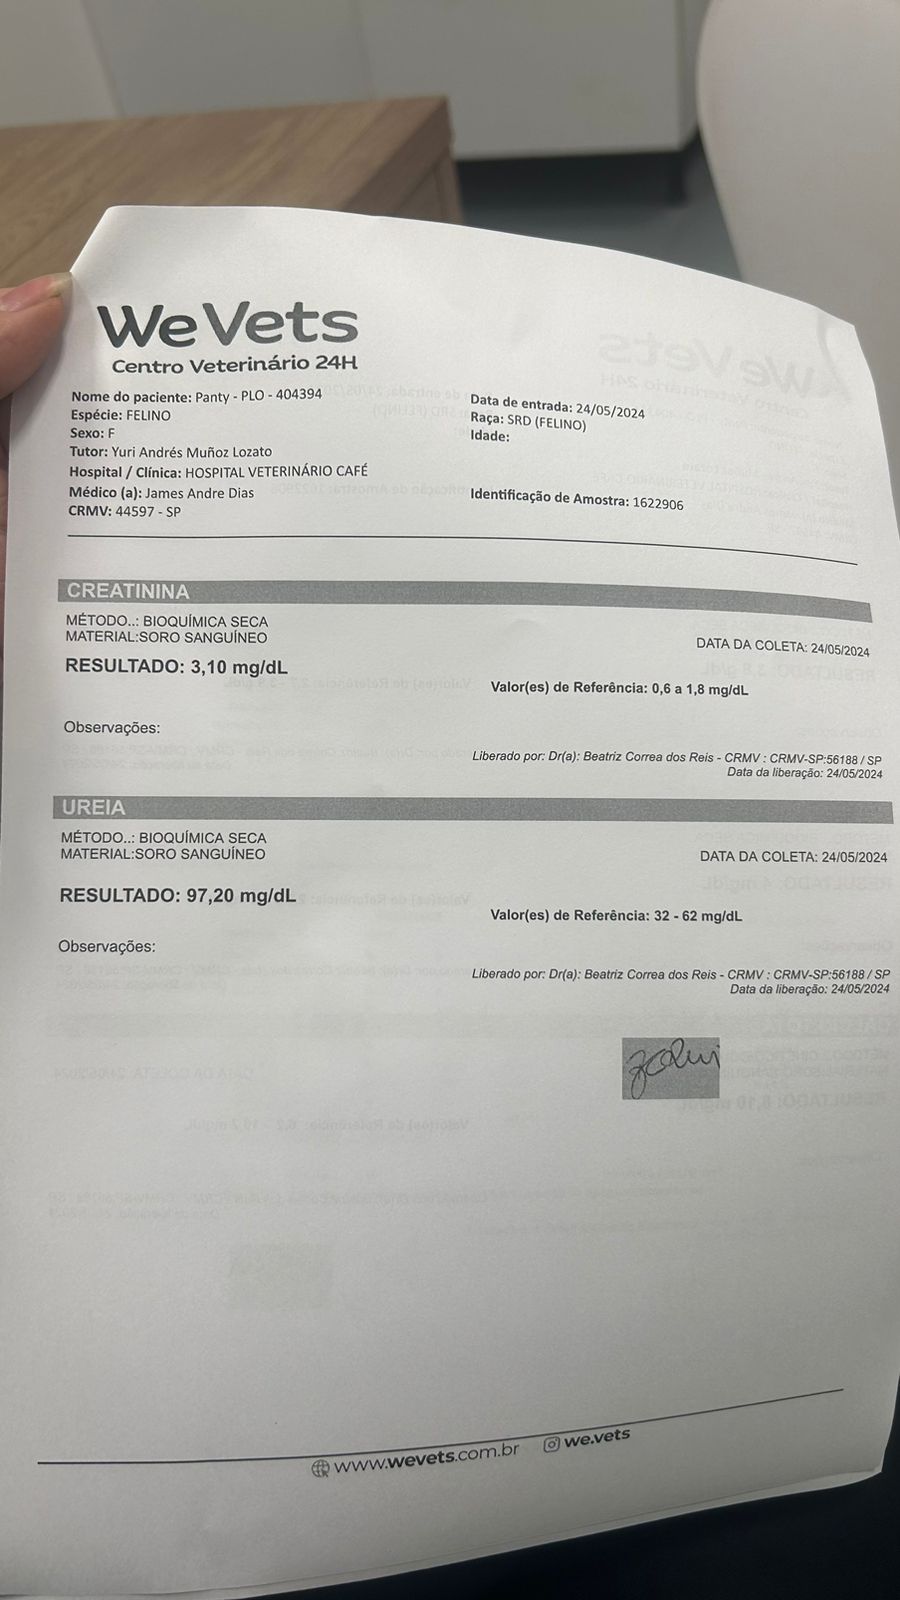 We Vets
Centro Veterinário 24H
Nome do paciente: Panty - PLO - 404394
Data de entrada: 24/05/2024
Espécie: FELINO
Raça: SRD (FELINO)
Sexo: F
Idade:
Tutor: Yuri Andrés Muñoz Lozato
Hospital / Clínica: HOSPITAL VETERINÁRIO CAFÉ
Médico (a): James Andre Dias
Identificação de Amostra: 1622906
CRMV: 44597 - SP
CREATININA
MÉTODO..: BIOQUÍMICA SECA
MATERIAL:SORO SANGUÍNEO
DATA DA COLETA: 24/05/2024
RESULTADO: 3,10 mg/dL
Valor(es) de Referência: 0,6 a 1,8 mg/dL
Observações:
Liberado por: Dr(a): Beatriz Correa dos Reis - CRMV : CRMV-SP:56188 / SP
Data da liberação: 24/05/2024
UREIA
MÉTODO..: BIOQUÍMICA SECA
MATERIAL:SORO SANGUÍNEO
DATA DA COLETA: 24/05/2024
RESULTADO: 97,20 mg/dL
Valor(es) de Referência: 32 - 62 mg/dL
Observações:
Liberado por: Dr(a): Beatriz Correa dos Reis - CRMV : CRMV-SP:56188 / SP
Data da liberação: 24/05/2024
www.wevets.com.br we.vets